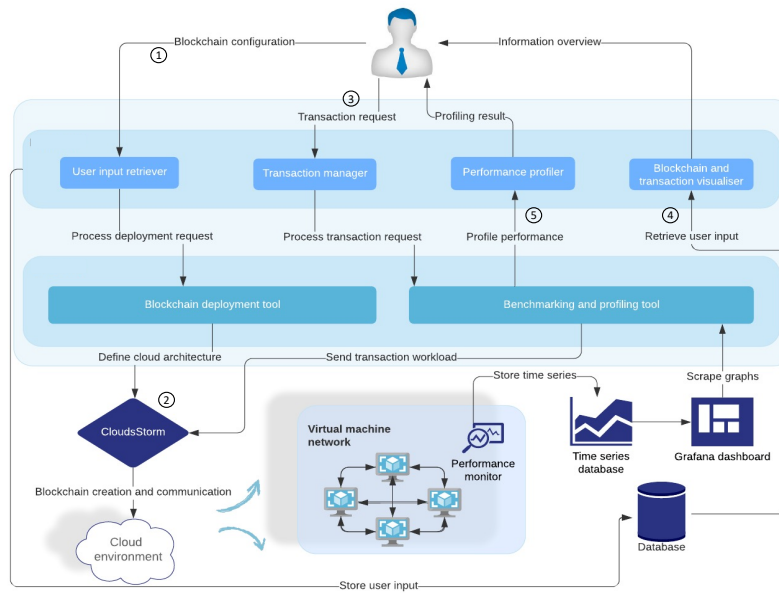 Blockchain configuration
Information overview
1
3
Transaction request
Profiling result
User input retriever
Transaction manager
Performance profiler
Blockchain and
transaction visualiser
5
4
Process deployment request
Process transaction request
Profile performance
Retrieve user input
Blockchain deployment tool
Benchmarking and profiling tool
Define cloud architecture
Send transaction workload
Store time series
Scrape graphs
2
CloudsStorm
Virtual machine
network
Performance
monitor
Time series
database
Grafana dashboard
Blockchain creation and communication
Cloud
environment
Database
Store user input